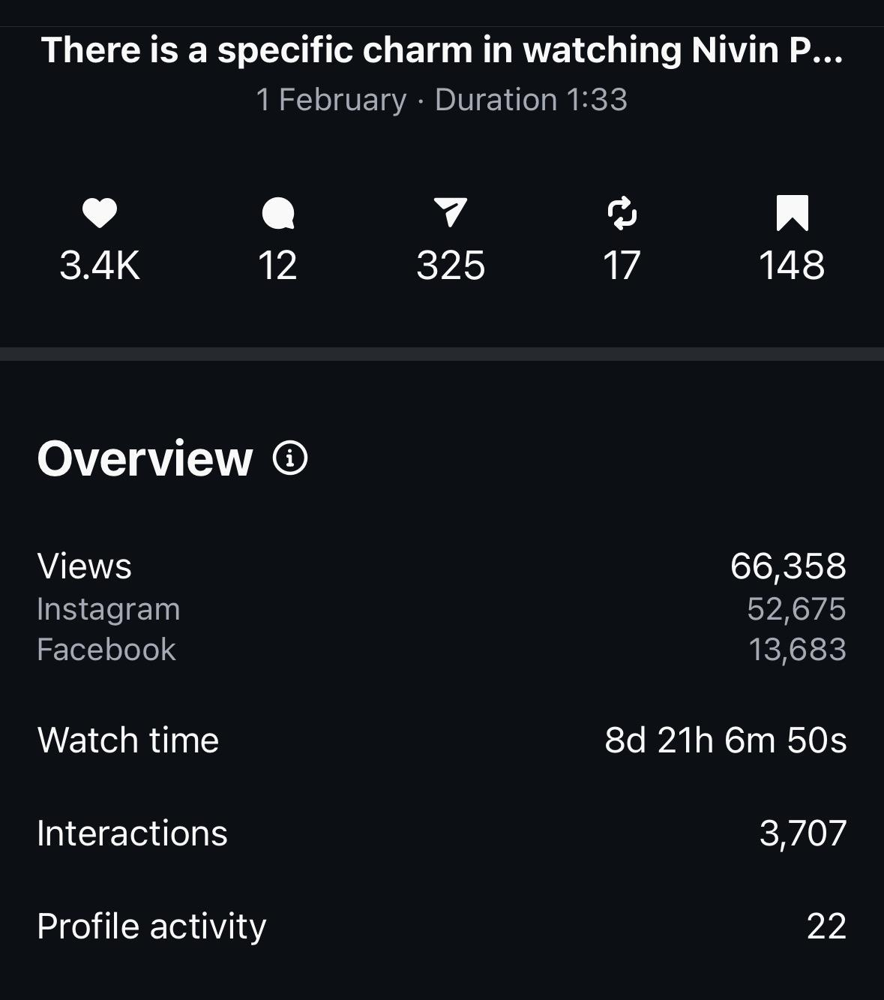 There is a specific charm in watching Nivin P...
1 February · Duration 1:33
3.4K 12 325 17 148
Overview
Views 66,358
Instagram 52,675
Facebook 13,683
Watch time 8d 21h 6m 50s
Interactions 3,707
Profile activity 22